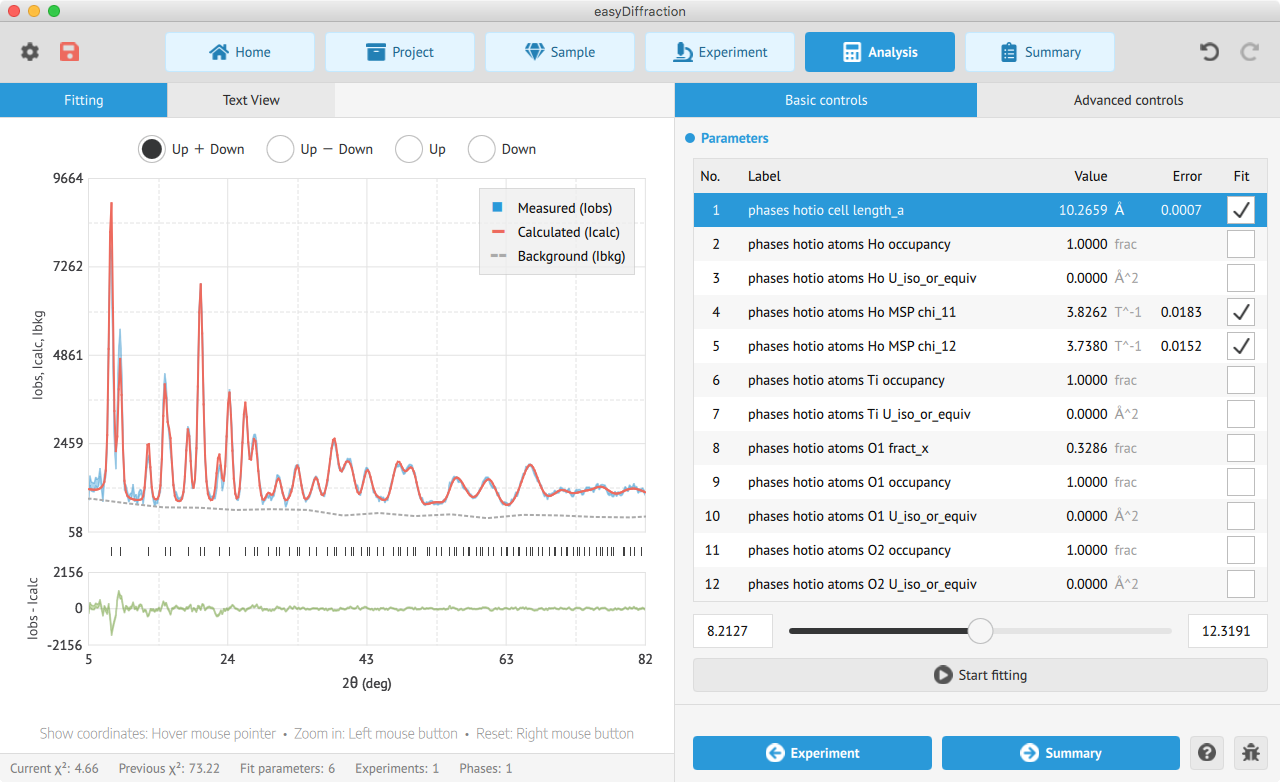 easyDiffraction
Home Project Sample Experiment Analysis Summary
Fitting Text View Basic controls Advanced controls
Up + Down Up − Down Up Down
9664
7262
4861
2459
58
Iobs, Icalc, Ibkg
Measured (Iobs)
Calculated (Icalc)
Background (Ibkg)
2156
0
-2156
Iobs - Icalc
5 24 43 63 82
2θ (deg)
Show coordinates: Hover mouse pointer • Zoom in: Left mouse button • Reset: Right mouse button
Current χ²: 4.66 Previous χ²: 73.22 Fit parameters: 6 Experiments: 1 Phases: 1
Parameters
No. Label Value Error Fit
1 phases hotio cell length_a 10.2659 Å 0.0007
2 phases hotio atoms Ho occupancy 1.0000 frac
3 phases hotio atoms Ho U_iso_or_equiv 0.0000 Å^2
4 phases hotio atoms Ho MSP chi_11 3.8262 T^-1 0.0183
5 phases hotio atoms Ho MSP chi_12 3.7380 T^-1 0.0152
6 phases hotio atoms Ti occupancy 1.0000 frac
7 phases hotio atoms Ti U_iso_or_equiv 0.0000 Å^2
8 phases hotio atoms O1 fract_x 0.3286 frac
9 phases hotio atoms O1 occupancy 1.0000 frac
10 phases hotio atoms O1 U_iso_or_equiv 0.0000 Å^2
11 phases hotio atoms O2 occupancy 1.0000 frac
12 phases hotio atoms O2 U_iso_or_equiv 0.0000 Å^2
8.2127 12.3191
Start fitting
Experiment Summary